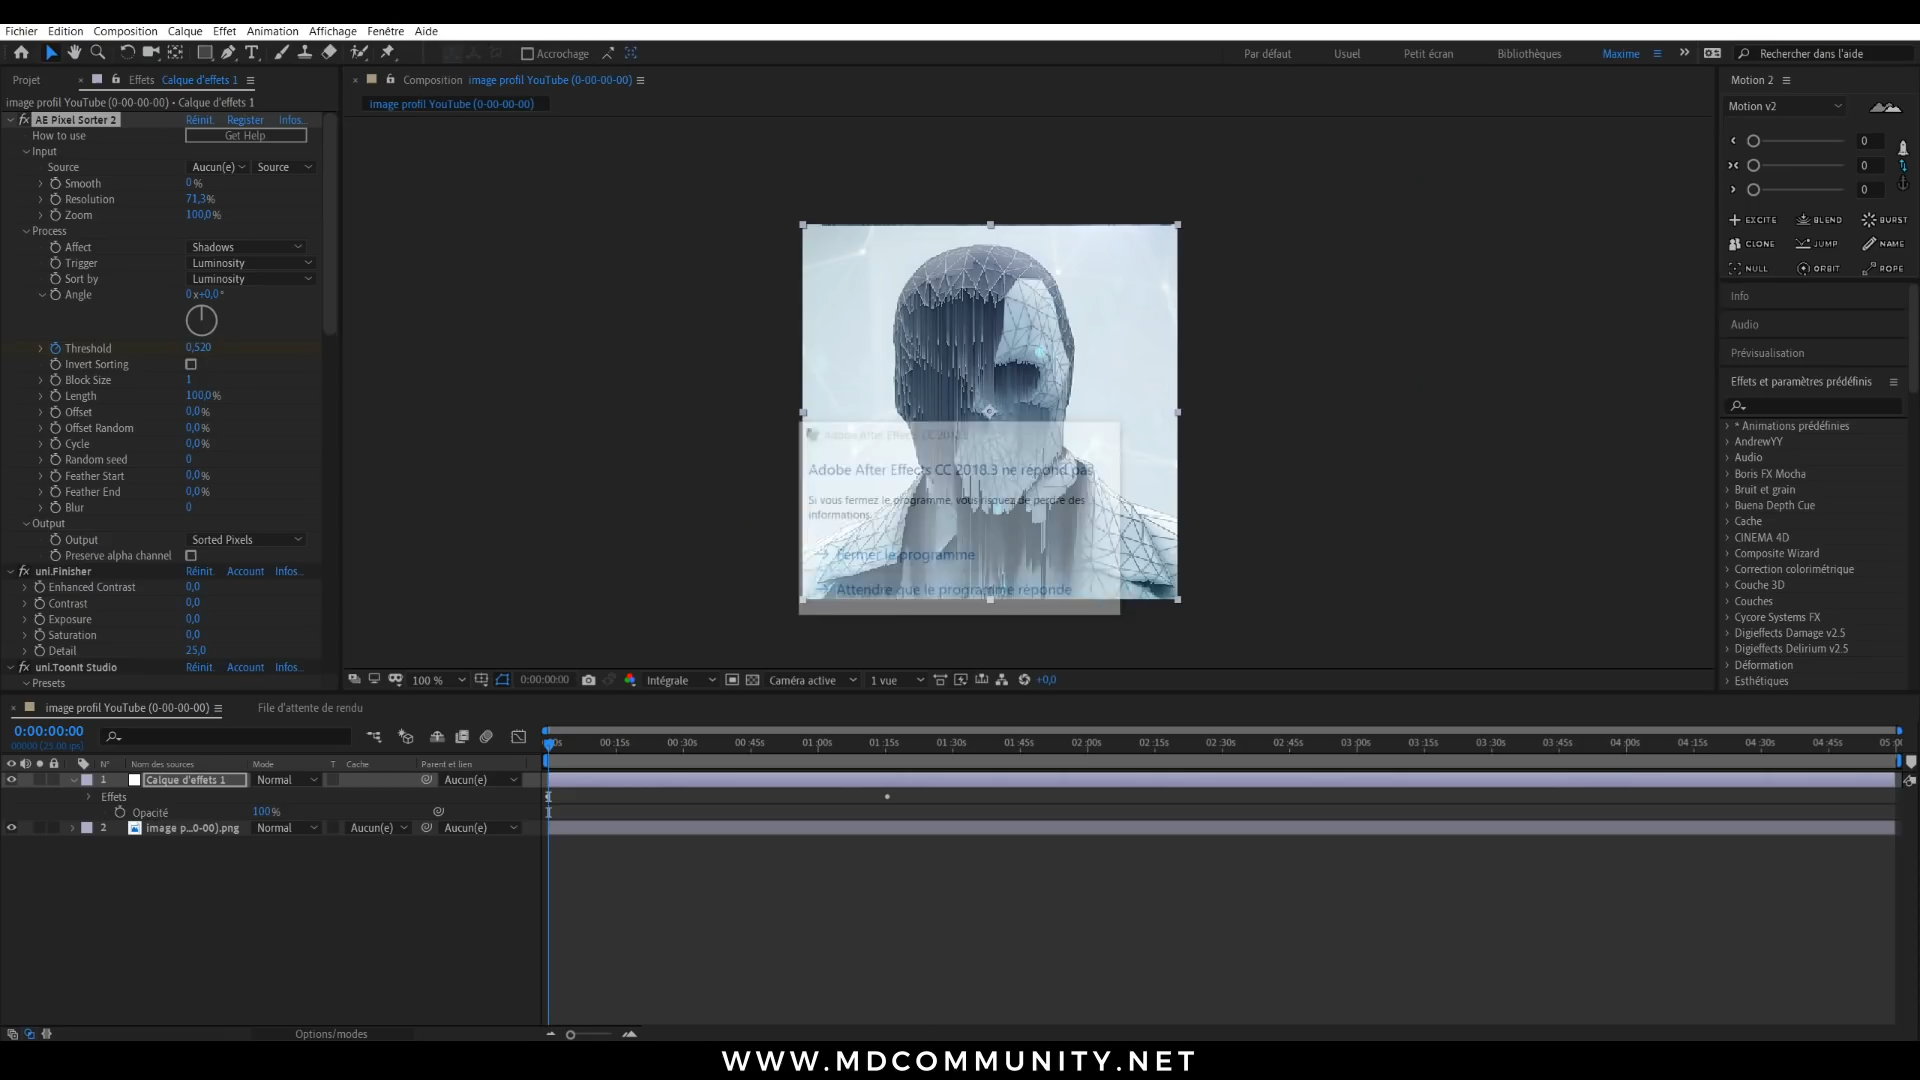 Fichier Edition Composition Calque Effet Animation Affichage Fenêtre Aide
Accrochage
Par défaut Usuel Petit écran Bibliothèques Maxime Rechercher dans l'aide
Projet Effets Calque d'effets 1
Composition image profil YouTube (0-00-00-00)
image profil YouTube (0-00-00-00) • Calque d'effets 1
image profil YouTube (0-00-00-00)
AE Pixel Sorter 2 Réinit. Register Infos...
How to use Get Help
Input
Source Aucun(e) Source
Smooth 0 %
Resolution 71,3%
Zoom 100,0 %
Process
Affect Shadows
Trigger Luminosity
Sort by Luminosity
Angle 0 x+0,0 °
Threshold 0,520
Invert Sorting
Block Size 1
Length 100,0 %
Offset 0,0 %
Offset Random 0,0 %
Cycle 0,0 %
Random seed 0
Feather Start 0,0 %
Feather End 0,0 %
Blur 0
Output
Output Sorted Pixels
Preserve alpha channel
uni.Finisher Réinit. Account Infos...
Enhanced Contrast 0,0
Contrast 0,0
Exposure 0,0
Saturation 0,0
Detail 25,0
uni.ToonIt Studio Réinit. Account Infos...
Presets
Adobe After Effects CC 2018.3 ne répond pas
Si vous fermez le programme, vous risquez de perdre des
informations.
Fermer le programme
Attendre que le programme réponde
100 % 0:00:00:00 Intégrale Caméra active 1 vue +0,0
Motion 2
Motion v2
0
0
0
EXCITE BLEND BURST
CLONE JUMP NAME
NULL ORBIT ROPE
Info
Audio
Prévisualisation
Effets et paramètres prédéfinis
* Animations prédéfinies
AndrewYY
Audio
Boris FX Mocha
Bruit et grain
Buena Depth Cue
Cache
CINEMA 4D
Composite Wizard
Correction colorimétrique
Couche 3D
Couches
Cycore Systems FX
Digieffects Damage v2.5
Digieffects Delirium v2.5
Déformation
Esthétiques
image profil YouTube (0-00-00-00) File d'attente de rendu
0:00:00:00
00000 (25.00 ips)
00:15s 00:30s 00:45s 01:00s 01:15s 01:30s 01:45s 02:00s 02:15s 02:30s 02:45s 03:00s 03:15s 03:30s 03:45s 04:00s 04:15s 04:30s 04:45s
N° Nom des sources Mode T Cache Parent et lien
1 Calque d'effets 1 Normal Aucun(e)
Effets
Opacité 100 %
2 image p...0-00).png Normal Aucun(e) Aucun(e)
Options/modes
WWW.MDCOMMUNITY.NET